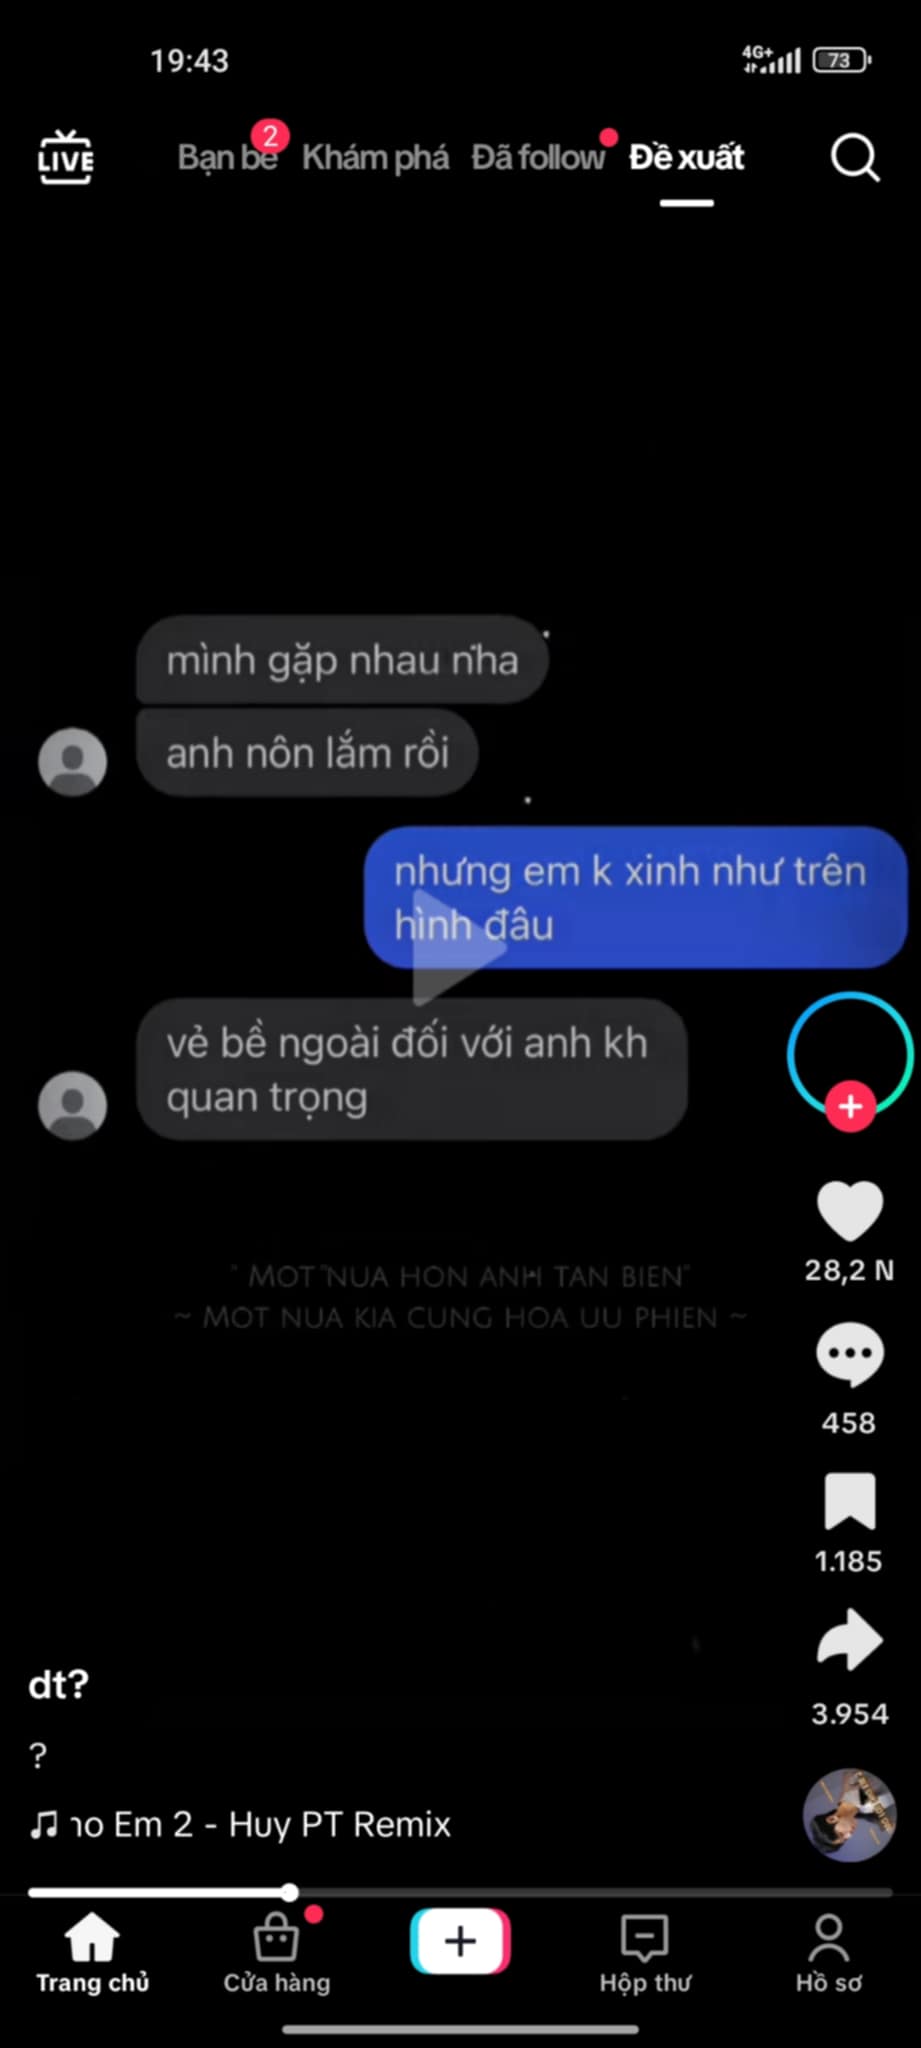 19:43
4G+
73
LIVE
Bạn bè
2
Khám phá
Đã follow
Đề xuất
mình gặp nhau nha
anh nôn lắm rồi
nhưng em k xinh như trên
hình đâu
vẻ bề ngoài đối với anh kh
quan trọng
" MOT NUA HON ANH TAN BIEN"
~ MOT NUA KIA CUNG HOA UU PHIEN ~
28,2 N
458
1.185
3.954
dt?
?
no Em 2 - Huy PT Remix
Trang chủ
Cửa hàng
Hộp thư
Hồ sơ